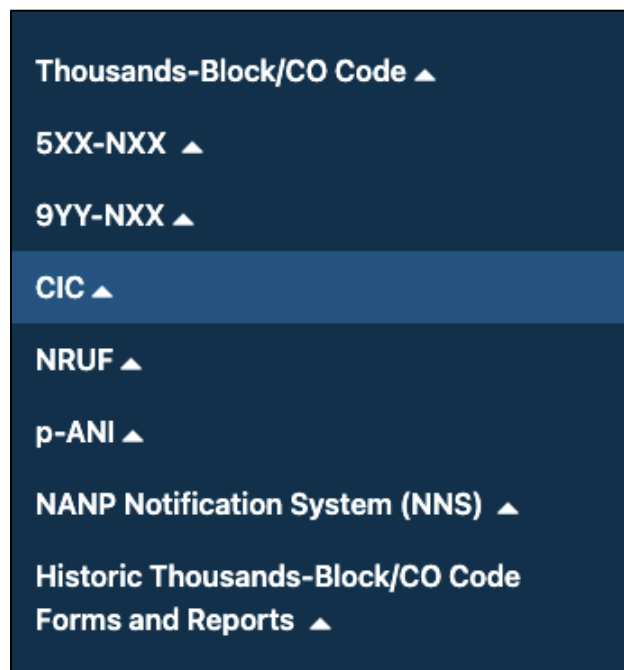 Thousands-Block/CO Code ▲
5XX-NXX ▲
9YY-NXX ▲
CIC ▲
NRUF ▲
p-ANI ▲
NANP Notification System (NNS) ▲
Historic Thousands-Block/CO Code
Forms and Reports ▲